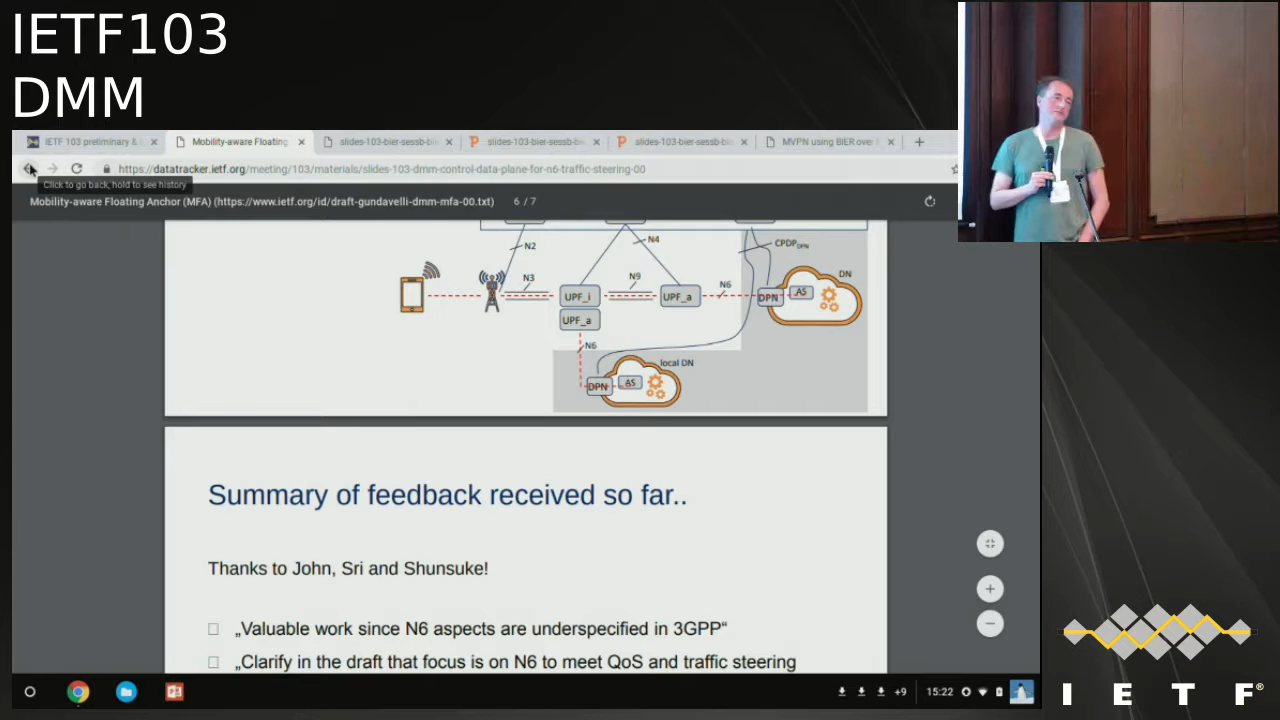 IETF103
DMM
IETF 103 preliminary &
Mobility-aware Floating
slides-103-bier-sessb-bi
slides-103-bier-sessb-bi
slides-103-bier-sessb-bi
MVPN using BIER over
https://datatracker.ietf.org/meeting/103/materials/slides-103-dmm-control-data-plane-for-n6-traffic-steering-00
Click to go back, hold to see history
Mobility-aware Floating Anchor (MFA) (https://www.ietf.org/id/draft-gundavelli-dmm-mfa-00.txt)
6 / 7
N2
N4
CPDP DPN
N3
N9
N6
DN
UPF_i
UPF_a
DPN
AS
UPF_a
N6
local DN
DPN
AS
Summary of feedback received so far..
Thanks to John, Sri and Shunsuke!
„Valuable work since N6 aspects are underspecified in 3GPP“
„Clarify in the draft that focus is on N6 to meet QoS and traffic steering
+9
15:22
I E T F®